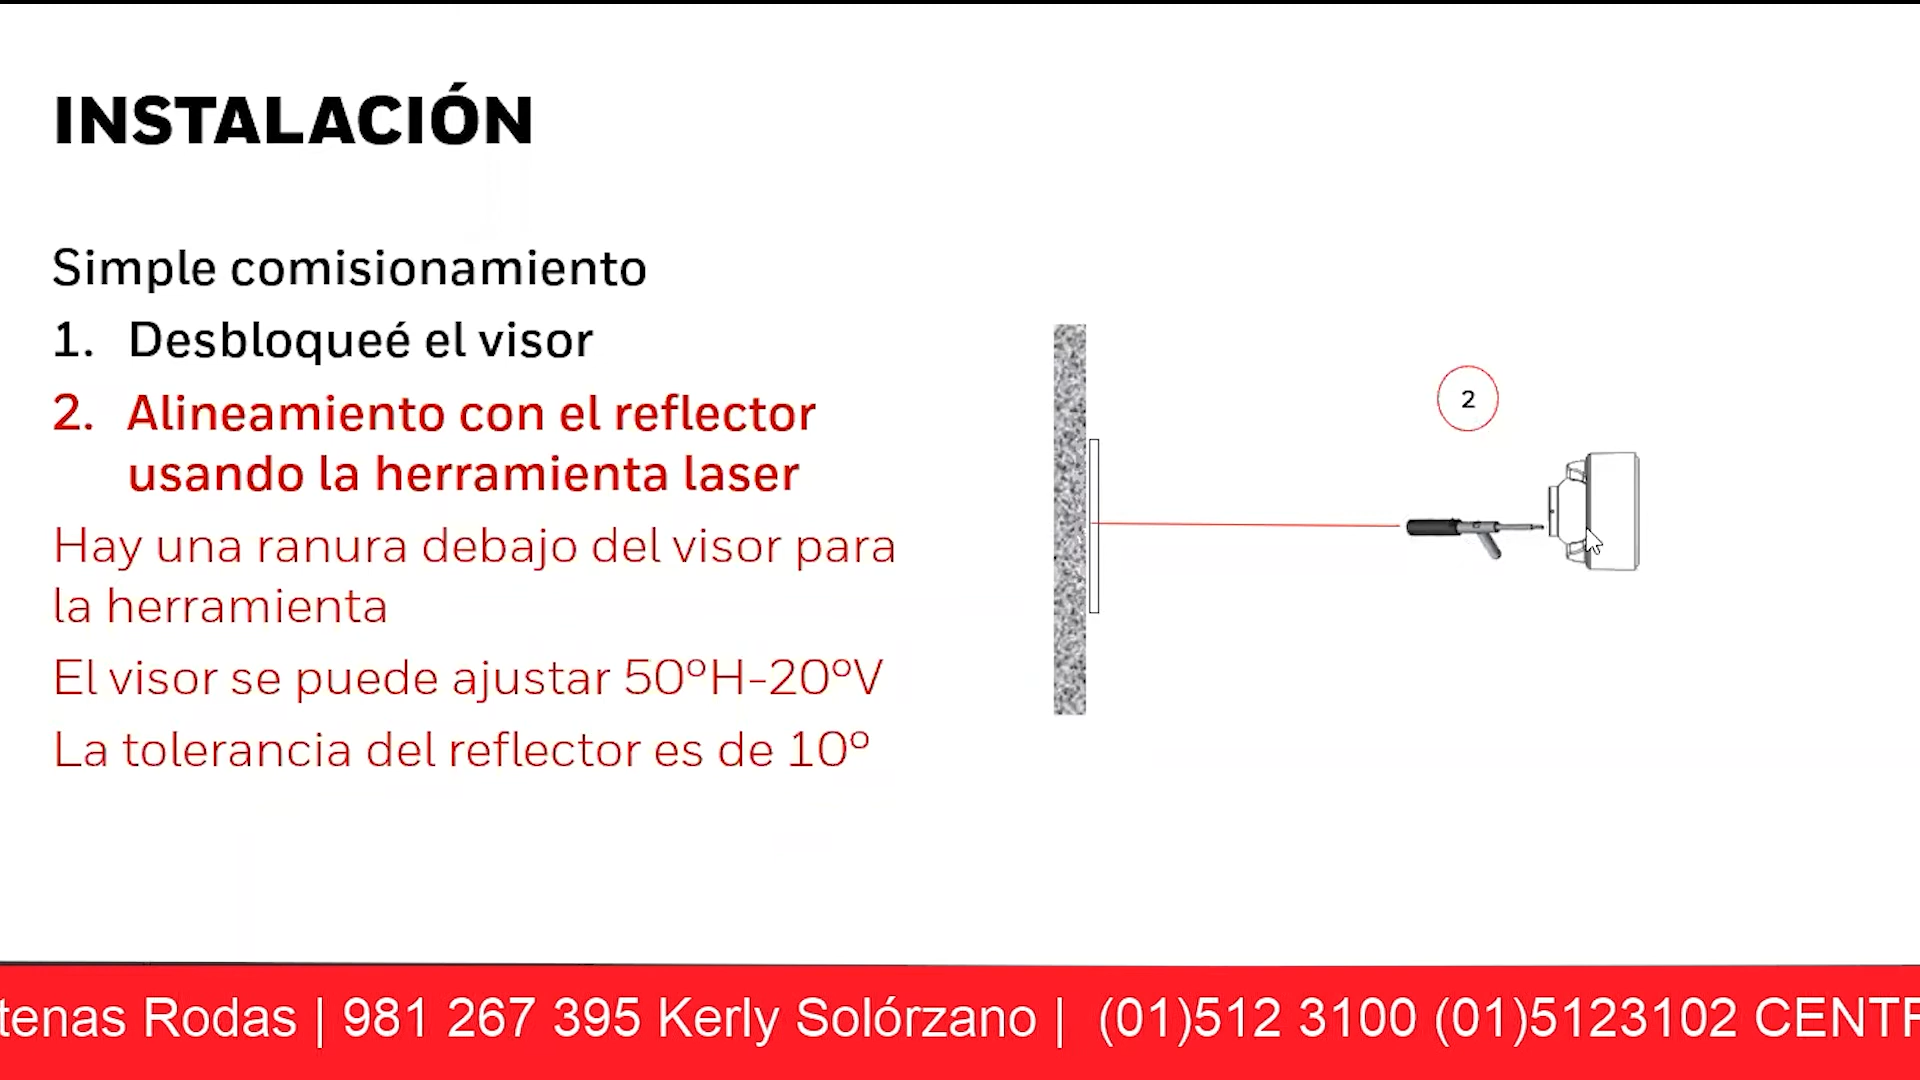 INSTALACIÓN
Simple comisionamiento
1. Desbloqueé el visor
2. Alineamiento con el reflector
usando la herramienta laser
Hay una ranura debajo del visor para
la herramienta
El visor se puede ajustar 50ºH-20ºV
La tolerancia del reflector es de 10º
2
Rodas | 981 267 395 Kerly Solórzano | (01)512 3100 (01)5123102